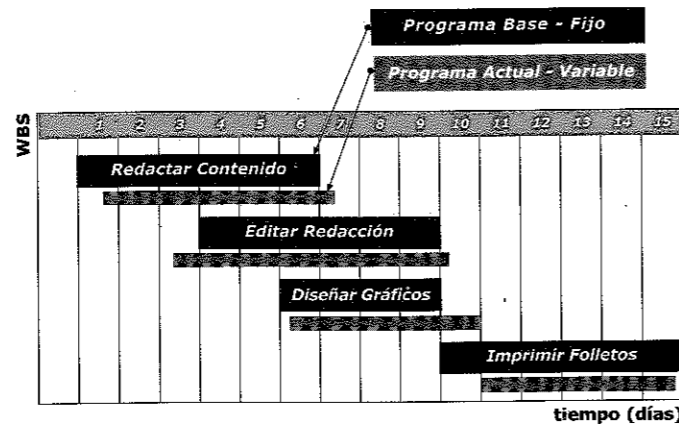 Programa Base - Fijo
Programa Actual - Variable
WBS
1 2 3 4 5 6 7 8 9 10 11 12 13 14 15
Redactar Contenido
Editar Redacción
Diseñar Gráficos
Imprimir Folletos
tiempo (días)